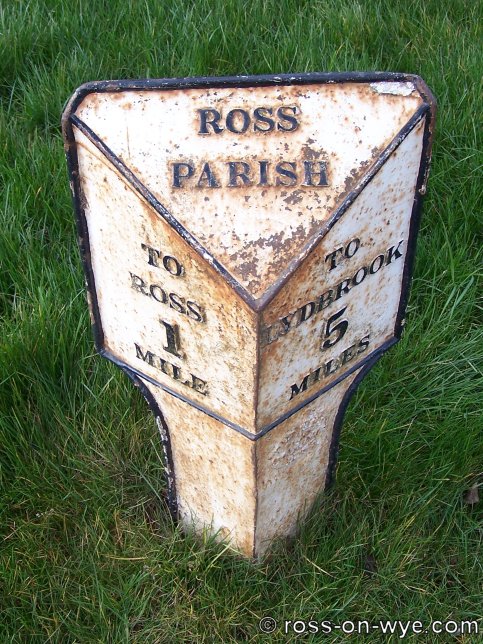 ROSS
PARISH
TO
ROSS
1
MILE
TO
LYDBROOK
5
MILES
© ross-on-wye.com